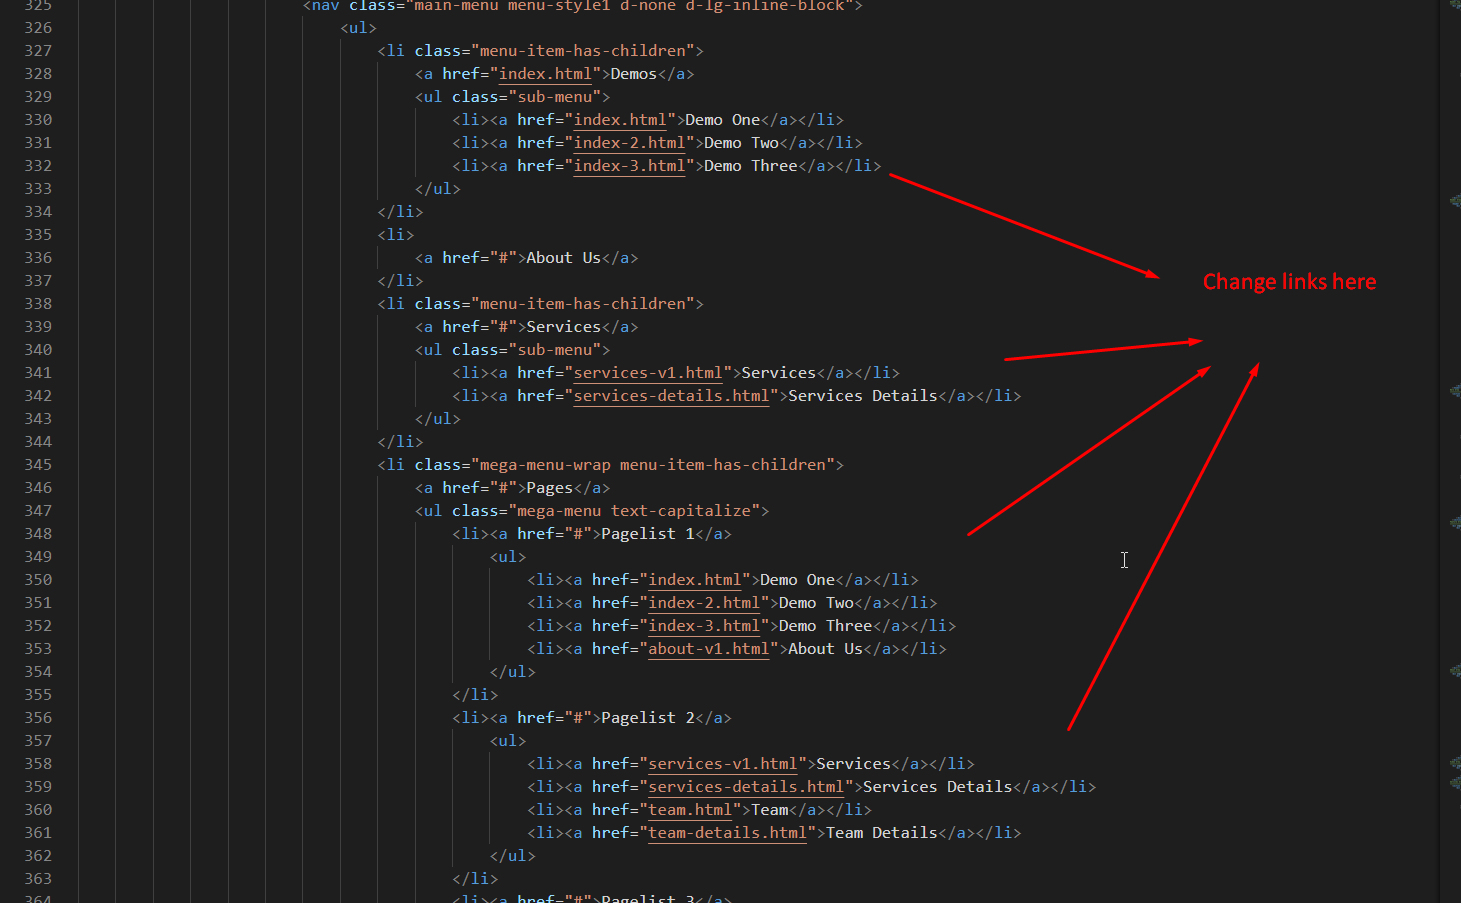 325 <nav class="main-menu menu-style1 d-none d-lg-inline-block">
326 <ul>
327 <li class="menu-item-has-children">
328 <a href="index.html">Demos</a>
329 <ul class="sub-menu">
330 <li><a href="index.html">Demo One</a></li>
331 <li><a href="index-2.html">Demo Two</a></li>
332 <li><a href="index-3.html">Demo Three</a></li>
333 </ul>
334 </li>
335 <li>
336 <a href="#">About Us</a>
337 </li>
Change links here
338 <li class="menu-item-has-children">
339 <a href="#">Services</a>
340 <ul class="sub-menu">
341 <li><a href="services-v1.html">Services</a></li>
342 <li><a href="services-details.html">Services Details</a></li>
343 </ul>
344 </li>
345 <li class="mega-menu-wrap menu-item-has-children">
346 <a href="#">Pages</a>
347 <ul class="mega-menu text-capitalize">
348 <li><a href="#">Pagelist 1</a>
349 <ul>
350 <li><a href="index.html">Demo One</a></li>
351 <li><a href="index-2.html">Demo Two</a></li>
352 <li><a href="index-3.html">Demo Three</a></li>
353 <li><a href="about-v1.html">About Us</a></li>
354 </ul>
355 </li>
356 <li><a href="#">Pagelist 2</a>
357 <ul>
358 <li><a href="services-v1.html">Services</a></li>
359 <li><a href="services-details.html">Services Details</a></li>
360 <li><a href="team.html">Team</a></li>
361 <li><a href="team-details.html">Team Details</a></li>
362 </ul>
363 </li>
364 <li><a href="#">Pagelist 3</a>